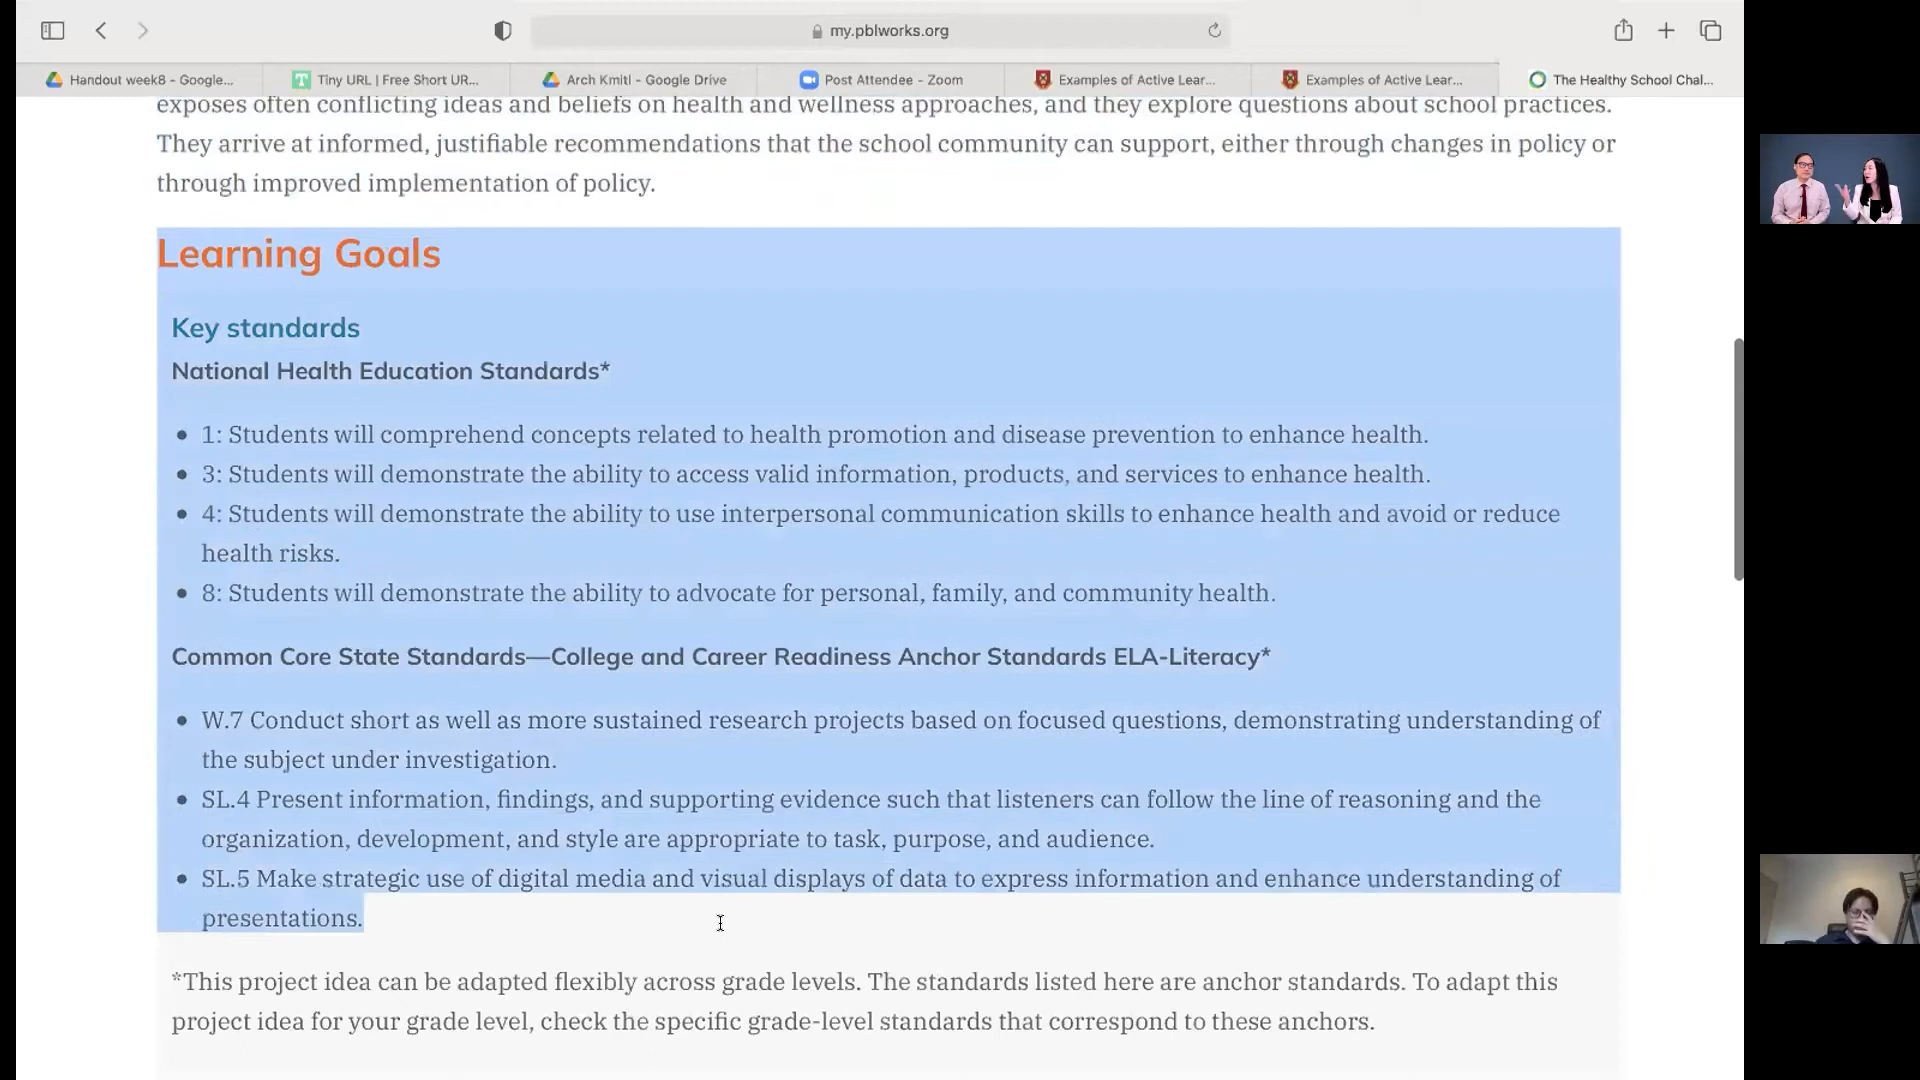 my.pblworks.org
Handout week8 - Google...
Tiny URL | Free Short UR...
Arch Kmitl - Google Drive
Post Attendee - Zoom
Examples of Active Lear...
Examples of Active Lear...
The Healthy School Chal...
exposes often conflicting ideas and beliefs on health and wellness approaches, and they explore questions about school practices.
They arrive at informed, justifiable recommendations that the school community can support, either through changes in policy or
through improved implementation of policy.
Learning Goals
Key standards
National Health Education Standards*
• 1: Students will comprehend concepts related to health promotion and disease prevention to enhance health.
• 3: Students will demonstrate the ability to access valid information, products, and services to enhance health.
• 4: Students will demonstrate the ability to use interpersonal communication skills to enhance health and avoid or reduce
health risks.
• 8: Students will demonstrate the ability to advocate for personal, family, and community health.
Common Core State Standards—College and Career Readiness Anchor Standards ELA-Literacy*
• W.7 Conduct short as well as more sustained research projects based on focused questions, demonstrating understanding of
the subject under investigation.
• SL.4 Present information, findings, and supporting evidence such that listeners can follow the line of reasoning and the
organization, development, and style are appropriate to task, purpose, and audience.
• SL.5 Make strategic use of digital media and visual displays of data to express information and enhance understanding of
presentations.
*This project idea can be adapted flexibly across grade levels. The standards listed here are anchor standards. To adapt this
project idea for your grade level, check the specific grade-level standards that correspond to these anchors.